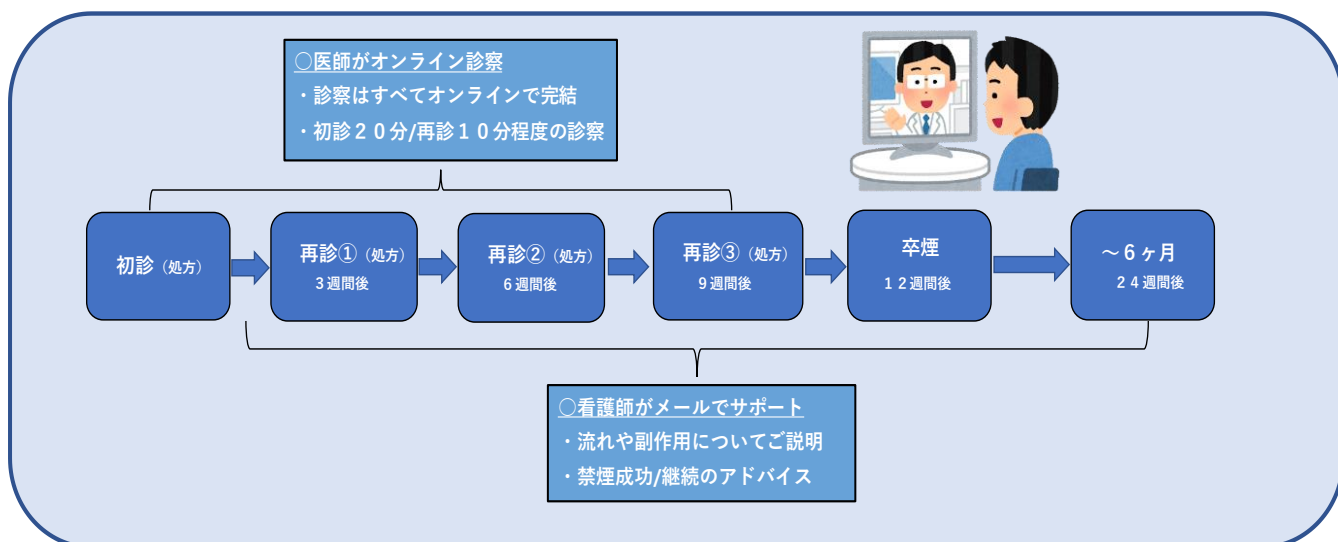 ○医師がオンライン診察
・診察はすべてオンラインで完結
・初診２０分/再診１０分程度の診察
初診（処方）
再診①（処方）
3週間後
再診②（処方）
6週間後
再診③（処方）
9週間後
卒煙
１２週間後
～６ヶ月
２４週間後
○看護師がメールでサポート
・流れや副作用についてご説明
・禁煙成功/継続のアドバイス